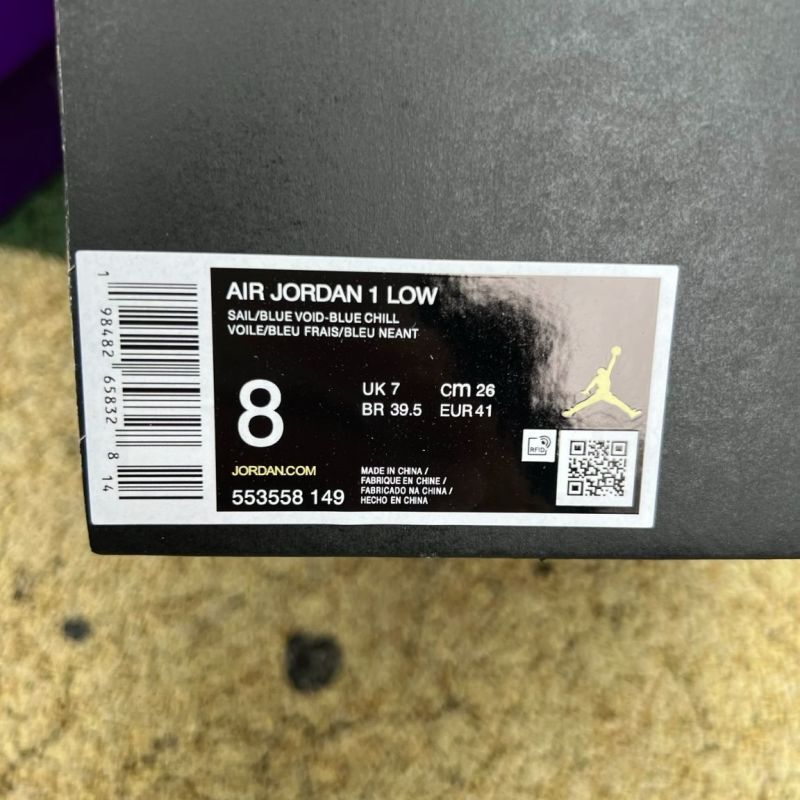 AIR JORDAN 1 LOW
SAIL/BLUE VOID-BLUE CHILL
VOILE/BLEU FRAIS/BLEU NEANT
8
UK 7 cm 26
BR 39.5 EUR 41
JORDAN.COM
553558 149
MADE IN CHINA /
FABRIQUE EN CHINE /
FABRICADO NA CHINA /
HECHO EN CHINA
RFID
1 98482 65832 8 14